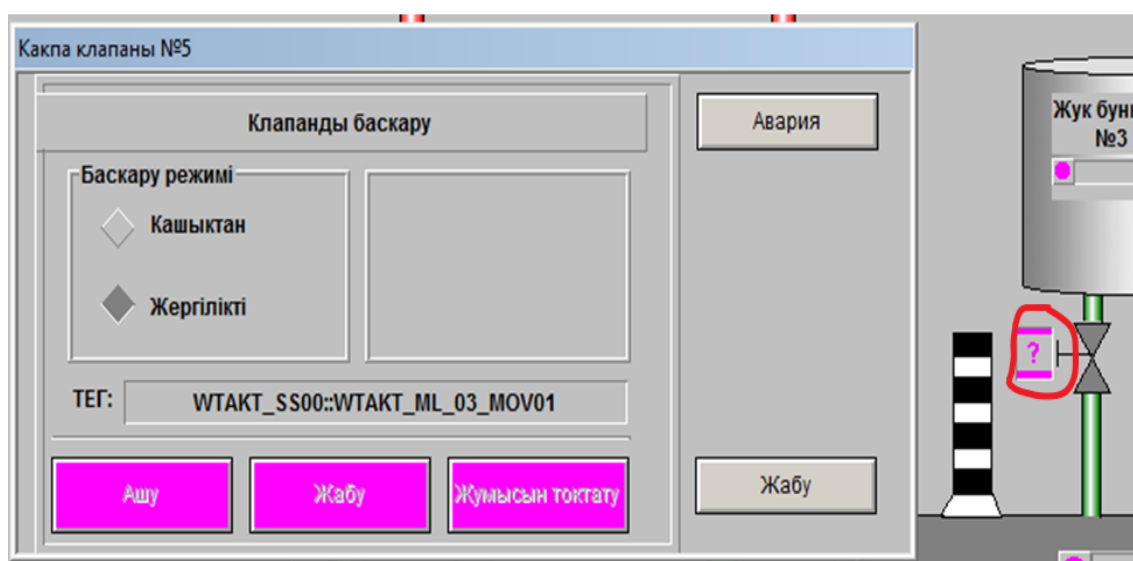 Какпа клапаны №5
Клапанды баскару
Авария
Баскару режимі
Кашыктан
Жергілікті
ТЕГ:
WTAKT_SS00::WTAKT_ML_03_MOV01
Ашу
Жабу
Жумысын токтату
Жабу
Жук
№3
?